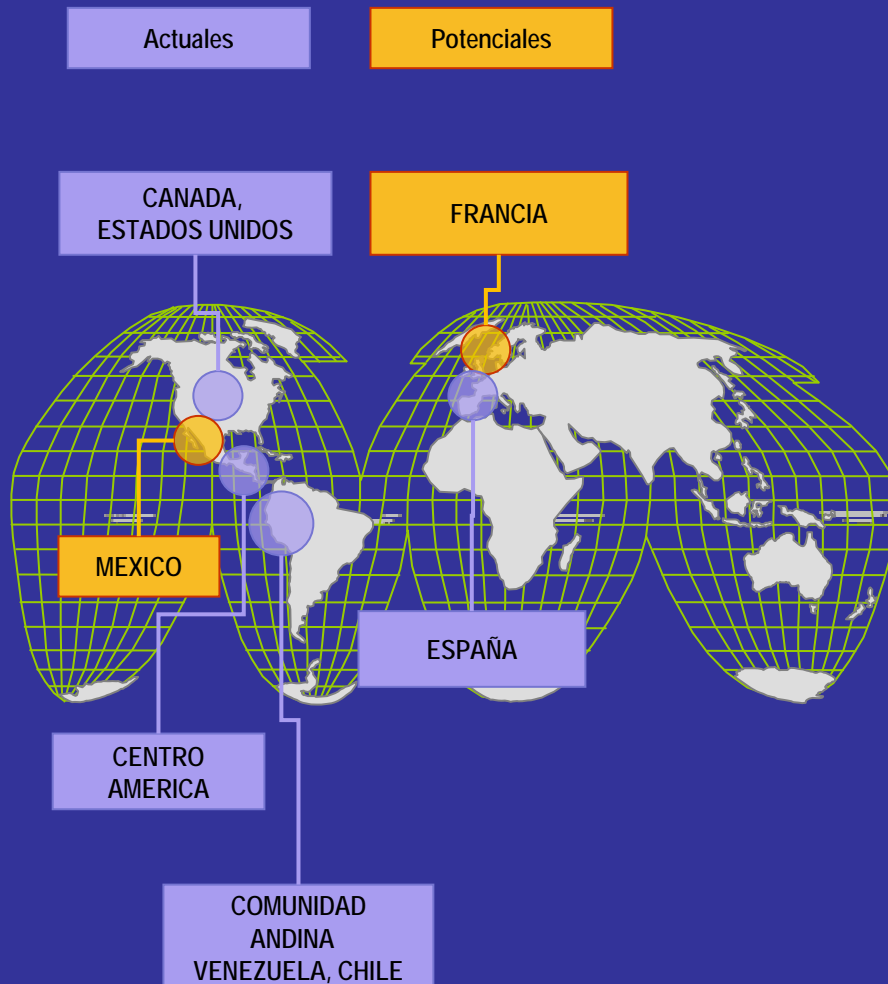 Actuales
Potenciales
CANADA,
ESTADOS UNIDOS
FRANCIA
MEXICO
ESPAÑA
CENTRO
AMERICA
COMUNIDAD
ANDINA
VENEZUELA, CHILE